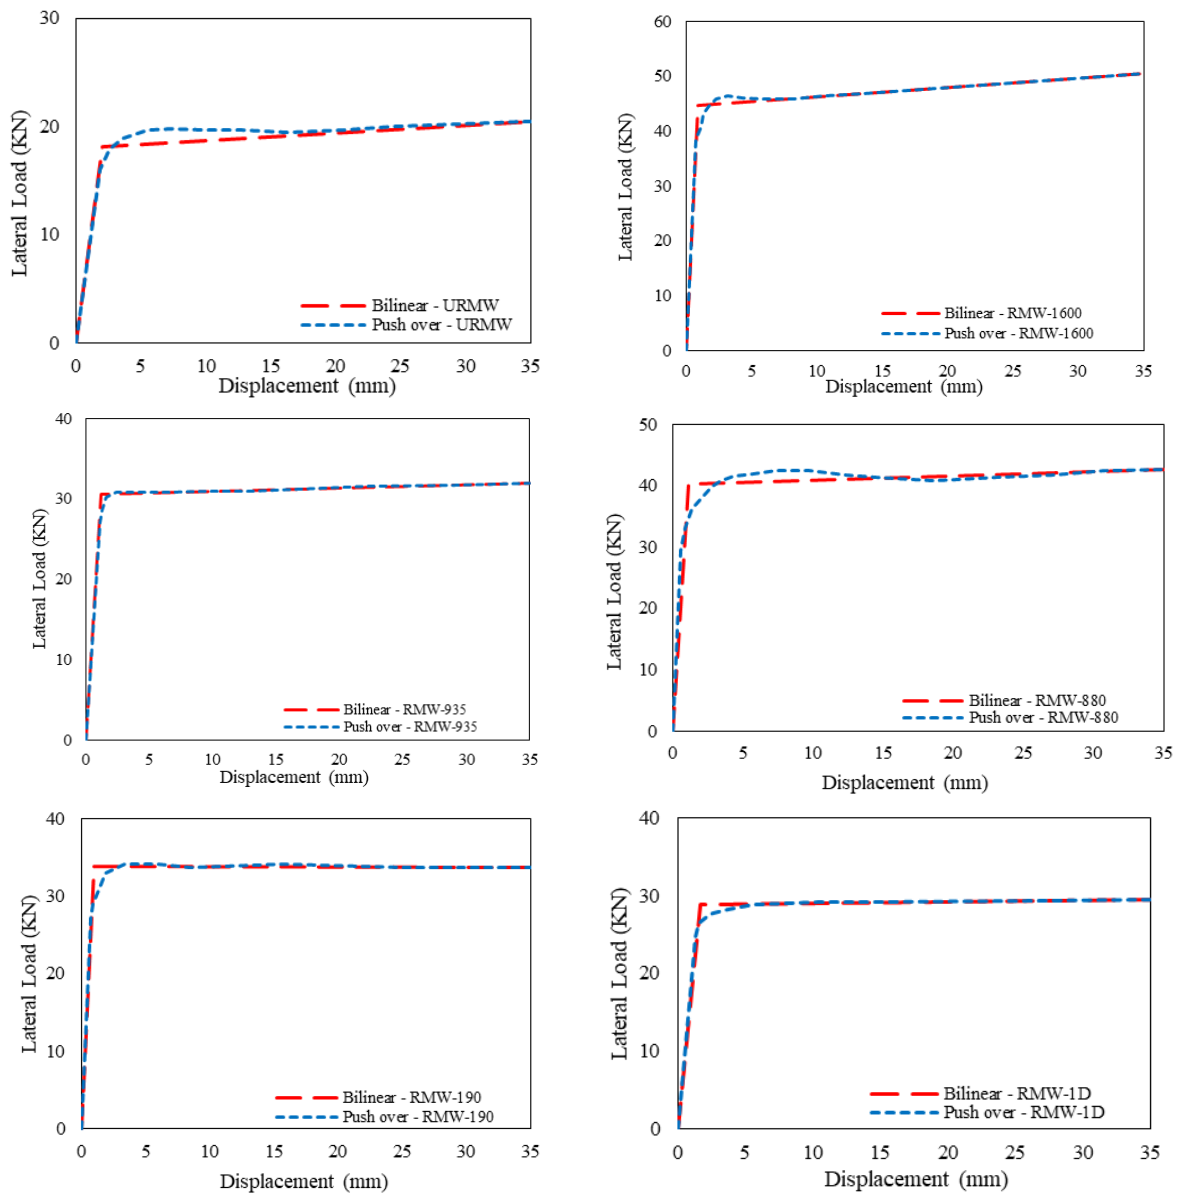 30
20
10
0
Lateral Load (KN)
Bilinear - URMW
Push over - URMW
0 5 10 15 20 25 30 35
Displacement (mm)
60
50
40
30
20
10
0
Lateral Load (KN)
Bilinear - RMW-1600
Push over - RMW-1600
0 5 10 15 20 25 30 35
Displacement (mm)
40
30
20
10
0
Lateral Load (KN)
Bilinear - RMW-935
Push over - RMW-935
0 5 10 15 20 25 30 35
Displacement (mm)
50
40
30
20
10
0
Lateral Load (KN)
Bilinear - RMW-880
Push over - RMW-880
0 5 10 15 20 25 30 35
Displacement (mm)
40
30
20
10
0
Lateral Load (KN)
Bilinear - RMW-190
Push over - RMW-190
0 5 10 15 20 25 30 35
Displacement (mm)
40
30
20
10
0
Lateral Load (KN)
Bilinear - RMW-1D
Push over - RMW-1D
0 5 10 15 20 25 30 35
Displacement (mm)